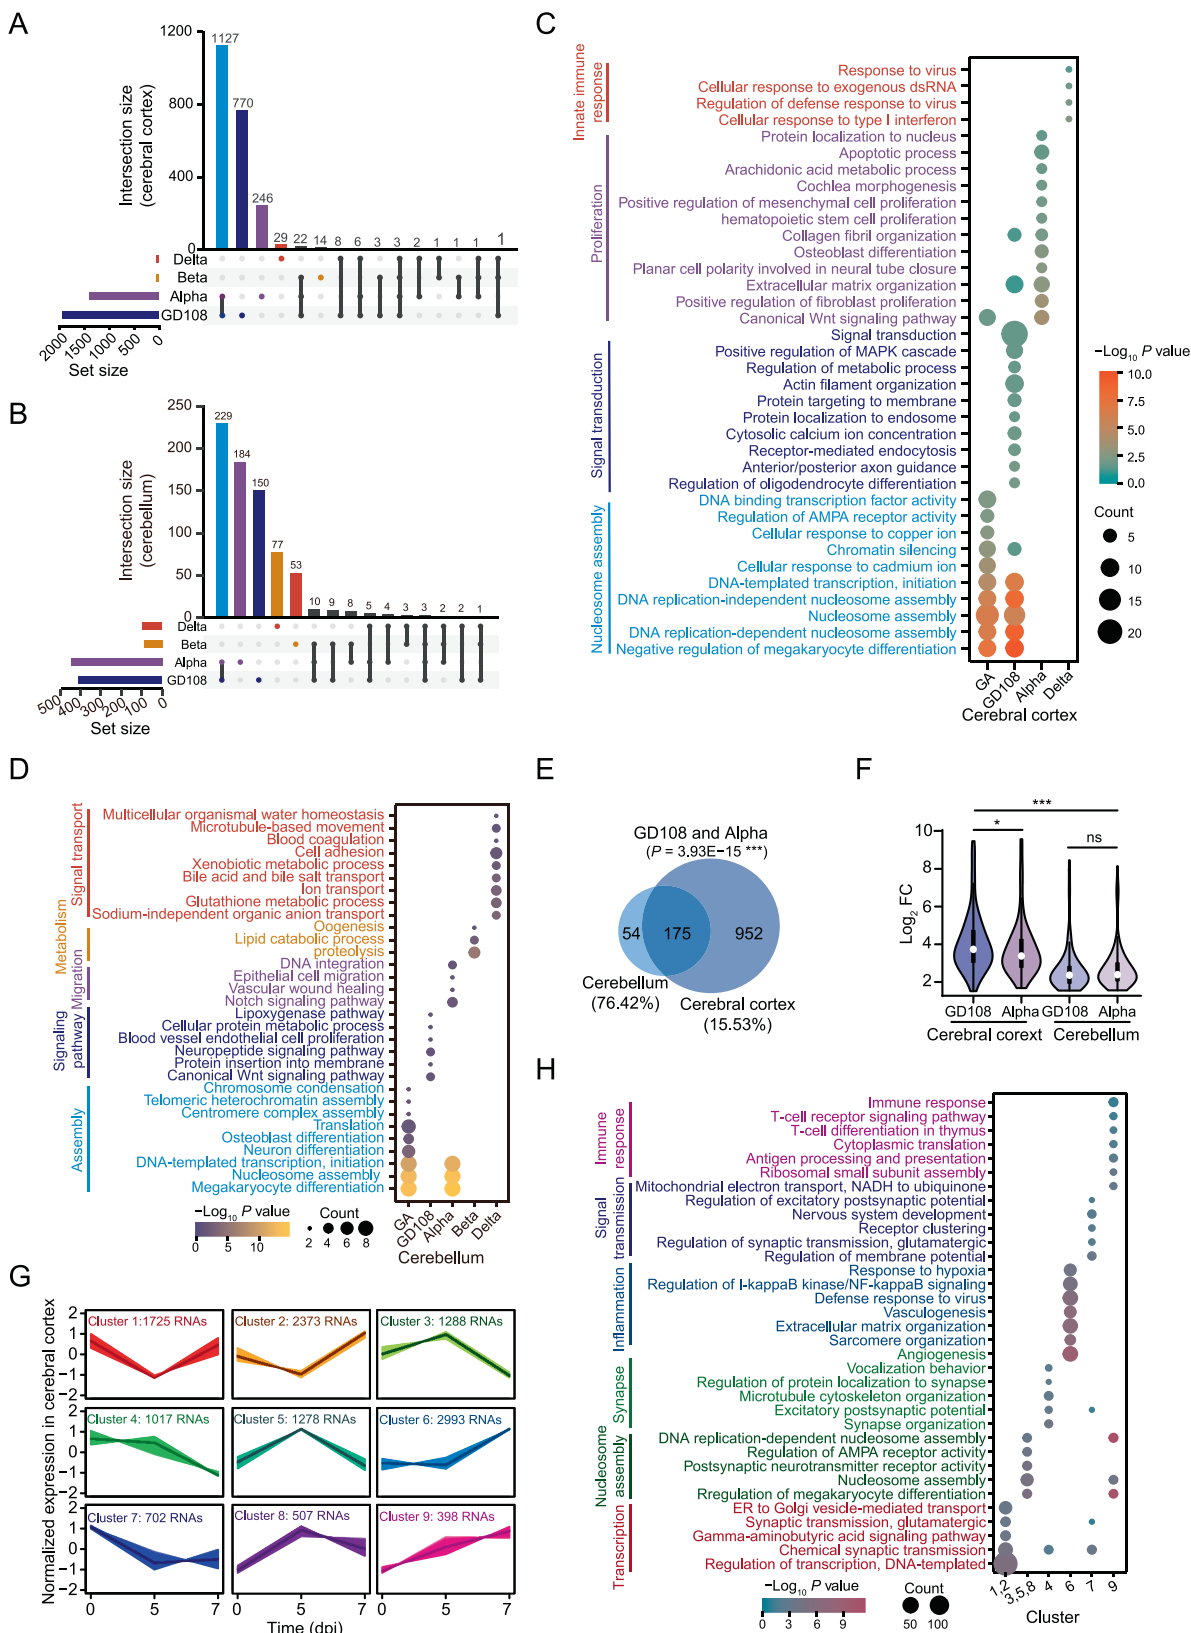 A
1200
800
400
0
Intersection size
(cerebral cortex)
1127
770
246
29
22
14
8
6
3
3
2
1
1
1
1
Delta
Beta
Alpha
GD108
2000
1500
1000
500
0
Set size
B
250
200
150
100
50
0
Intersection size
(cerebellum)
229
184
150
77
53
10
9
8
5
4
3
3
2
2
1
Delta
Beta
Alpha
GD108
500
400
300
200
100
0
Set size
C
Innate immune
response
Response to virus
Cellular response to exogenous dsRNA
Regulation of defense response to virus
Cellular response to type I interferon
Proliferation
Protein localization to nucleus
Apoptotic process
Arachidonic acid metabolic process
Cochlea morphogenesis
Positive regulation of mesenchymal cell proliferation
hematopoietic stem cell proliferation
Collagen fibril organization
Osteoblast differentiation
Planar cell polarity involved in neural tube closure
Extracellular matrix organization
Positive regulation of fibroblast proliferation
Canonical Wnt signaling pathway
Signal transduction
Signal transduction
Positive regulation of MAPK cascade
Regulation of metabolic process
Actin filament organization
Protein targeting to membrane
Protein localization to endosome
Cytosolic calcium ion concentration
Receptor-mediated endocytosis
Anterior/posterior axon guidance
Regulation of oligodendrocyte differentiation
Nucleosome assembly
DNA binding transcription factor activity
Regulation of AMPA receptor activity
Cellular response to copper ion
Chromatin silencing
Cellular response to cadmium ion
DNA-templated transcription, initiation
DNA replication-independent nucleosome assembly
Nucleosome assembly
DNA replication-dependent nucleosome assembly
Negative regulation of megakaryocyte differentiation
GA
GD108
Alpha
Delta
Cerebral cortex
−Log10 P value
10.0
7.5
5.0
2.5
0.0
Count
5
10
15
20
D
Signal transport
Multicellular organismal water homeostasis
Microtubule-based movement
Blood coagulation
Cell adhesion
Xenobiotic metabolic process
Bile acid and bile salt transport
Ion transport
Glutathione metabolic process
Sodium-independent organic anion transport
Metabolism
Oogenesis
Lipid catabolic process
proteolysis
Migration
DNA integration
Epithelial cell migration
Vascular wound healing
Notch signaling pathway
Signaling
pathway
Lipoxygenase pathway
Cellular protein metabolic process
Blood vessel endothelial cell proliferation
Neuropeptide signaling pathway
Protein insertion into membrane
Canonical Wnt signaling pathway
Assembly
Chromosome condensation
Telomeric heterochromatin assembly
Centromere complex assembly
Translation
Osteoblast differentiation
Neuron differentiation
DNA-templated transcription, initiation
Nucleosome assembly
Megakaryocyte differentiation
GA
GD108
Alpha
Beta
Delta
Cerebellum
−Log10 P value
0 5 10
Count
2 4 6 8
E
GD108 and Alpha
(P = 3.93E−15 ***)
54
175
952
Cerebellum
(76.42%)
Cerebral cortex
(15.53%)
F
***
*
ns
Log2 FC
10
8
6
4
2
GD108 Alpha GD108 Alpha
Cerebral corext Cerebellum
G
Normalized expression in cerebral cortex
2
1
0
−1
−2
Cluster 1:1725 RNAs
Cluster 2: 2373 RNAs
Cluster 3: 1288 RNAs
2
1
0
−1
−2
Cluster 4: 1017 RNAs
Cluster 5: 1278 RNAs
Cluster 6: 2993 RNAs
2
1
0
−1
−2
Cluster 7: 702 RNAs
Cluster 8: 507 RNAs
Cluster 9: 398 RNAs
0 5 7 0 5 7 0 5 7
Time (dpi)
H
Immune
response
Immune response
T-cell receptor signaling pathway
T-cell differentiation in thymus
Cytoplasmic translation
Antigen processing and presentation
Ribosomal small subunit assembly
Signal
transmission
Mitochondrial electron transport, NADH to ubiquinone
Regulation of excitatory postsynaptic potential
Nervous system development
Receptor clustering
Regulation of synaptic transmission, glutamatergic
Regulation of membrane potential
Inflammation
Response to hypoxia
Regulation of I-kappaB kinase/NF-kappaB signaling
Defense response to virus
Vasculogenesis
Extracellular matrix organization
Sarcomere organization
Angiogenesis
Synapse
Vocalization behavior
Regulation of protein localization to synapse
Microtubule cytoskeleton organization
Excitatory postsynaptic potential
Synapse organization
Nucleosome
assembly
DNA replication-dependent nucleosome assembly
Regulation of AMPA receptor activity
Postsynaptic neurotransmitter receptor activity
Nucleosome assembly
Rregulation of megakaryocyte differentiation
Transcription
ER to Golgi vesicle-mediated transport
Synaptic transmission, glutamatergic
Gamma-aminobutyric acid signaling pathway
Chemical synaptic transmission
Regulation of transcription, DNA-templated
1,2
3,5,8
4
6
7
9
Cluster
−Log10 P value
0 3 6 9
Count
50 100